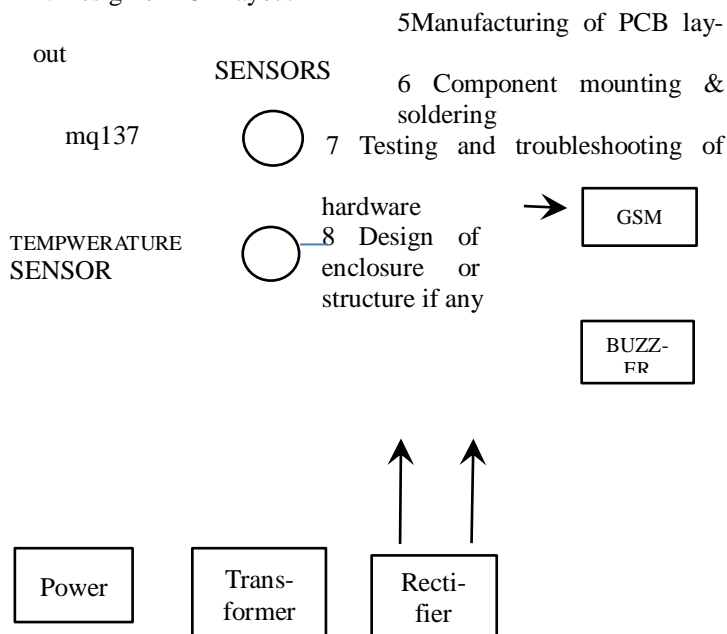 5Manufacturing of PCB lay-
out
SENSORS
6 Component mounting &
soldering
mq137
7 Testing and troubleshooting of
hardware
GSM
TEMPWERATURE
SENSOR
8 Design of
enclosure or
structure if any
BUZZ-
ER
Power
Trans-
former
Recti-
fier